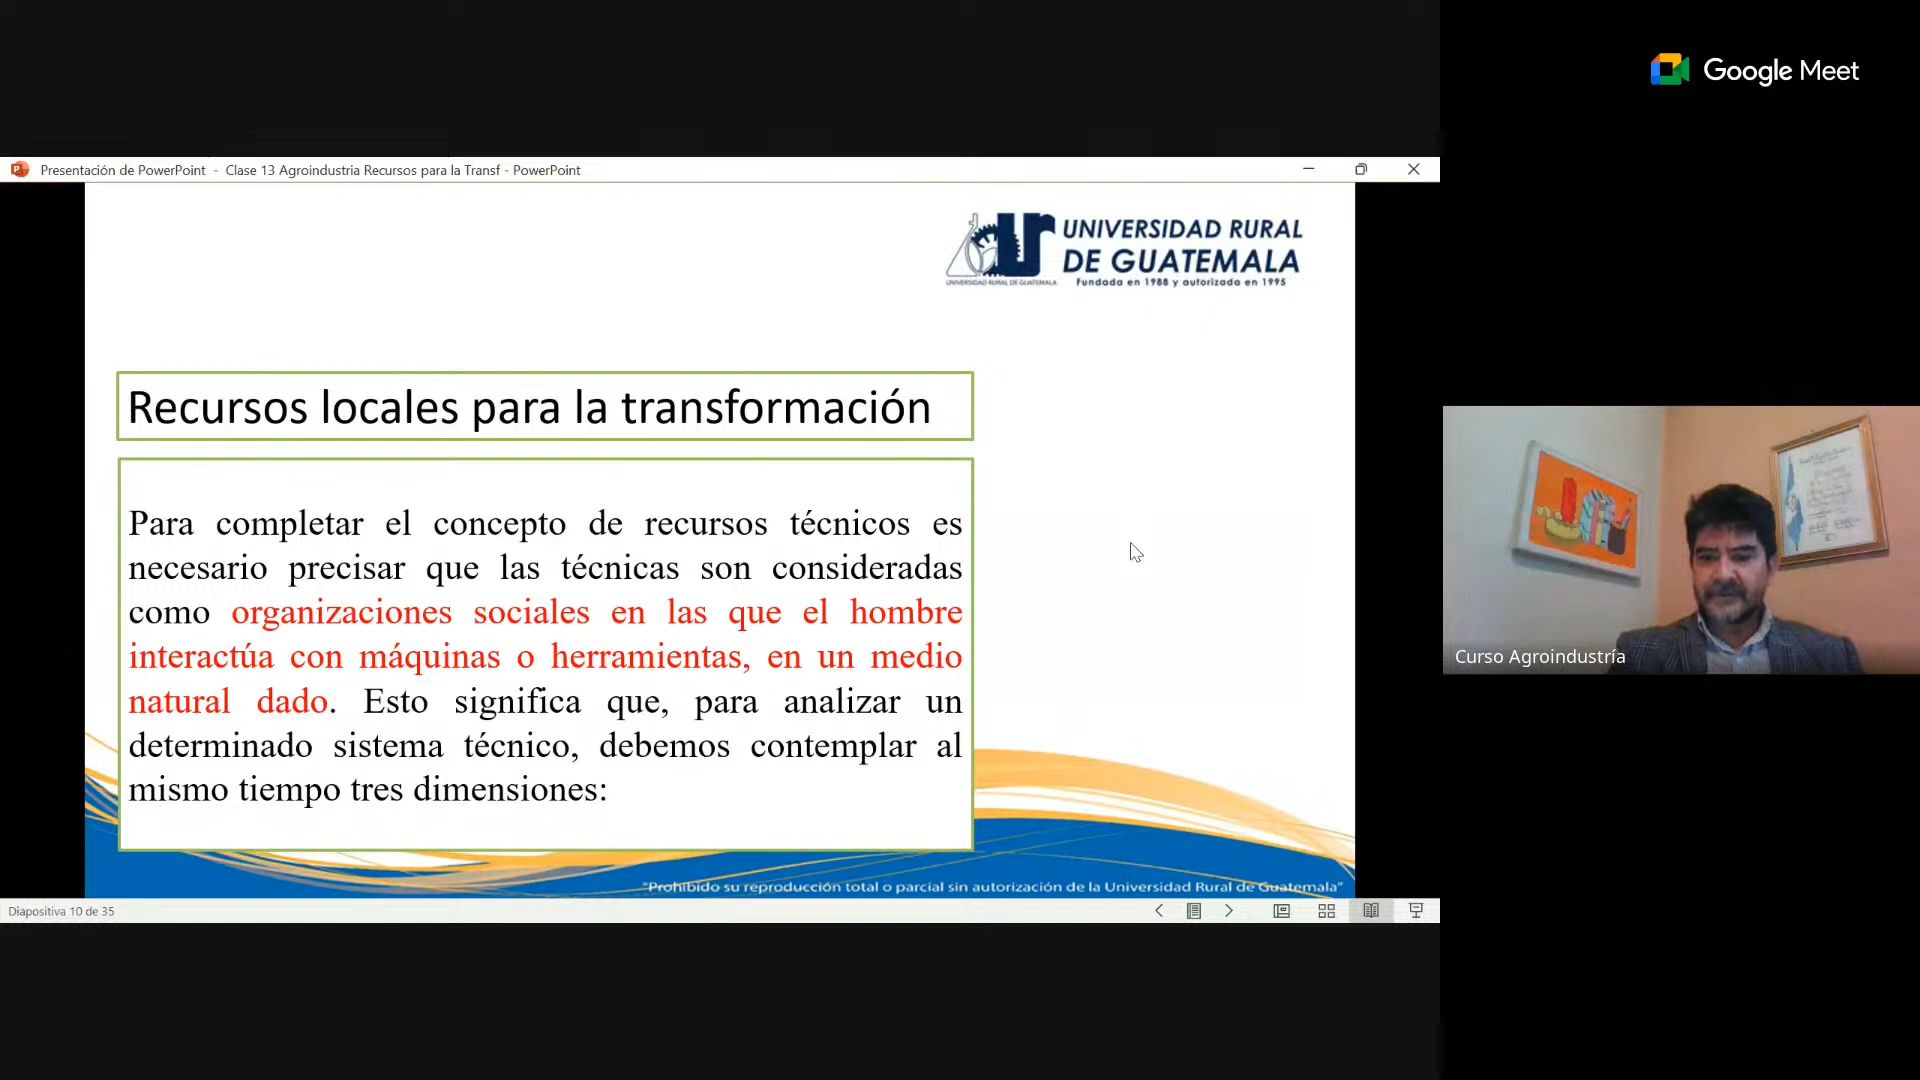 Google Meet
Presentación de PowerPoint - Clase 13 Agroindustria Recursos para la Transf - PowerPoint
UNIVERSIDAD RURAL
DE GUATEMALA
UNIVERSIDAD RURAL DE GUATEMALA
Fundada en 1988 y autorizada en 1995
Recursos locales para la transformación
Para completar el concepto de recursos técnicos es
necesario precisar que las técnicas son consideradas
como organizaciones sociales en las que el hombre
interactúa con máquinas o herramientas, en un medio
natural dado. Esto significa que, para analizar un
determinado sistema técnico, debemos contemplar al
mismo tiempo tres dimensiones:
Curso Agroindustría
"Prohibido su reproducción total o parcial sin autorización de la Universidad Rural de Guatemala"
Diapositiva 10 de 35